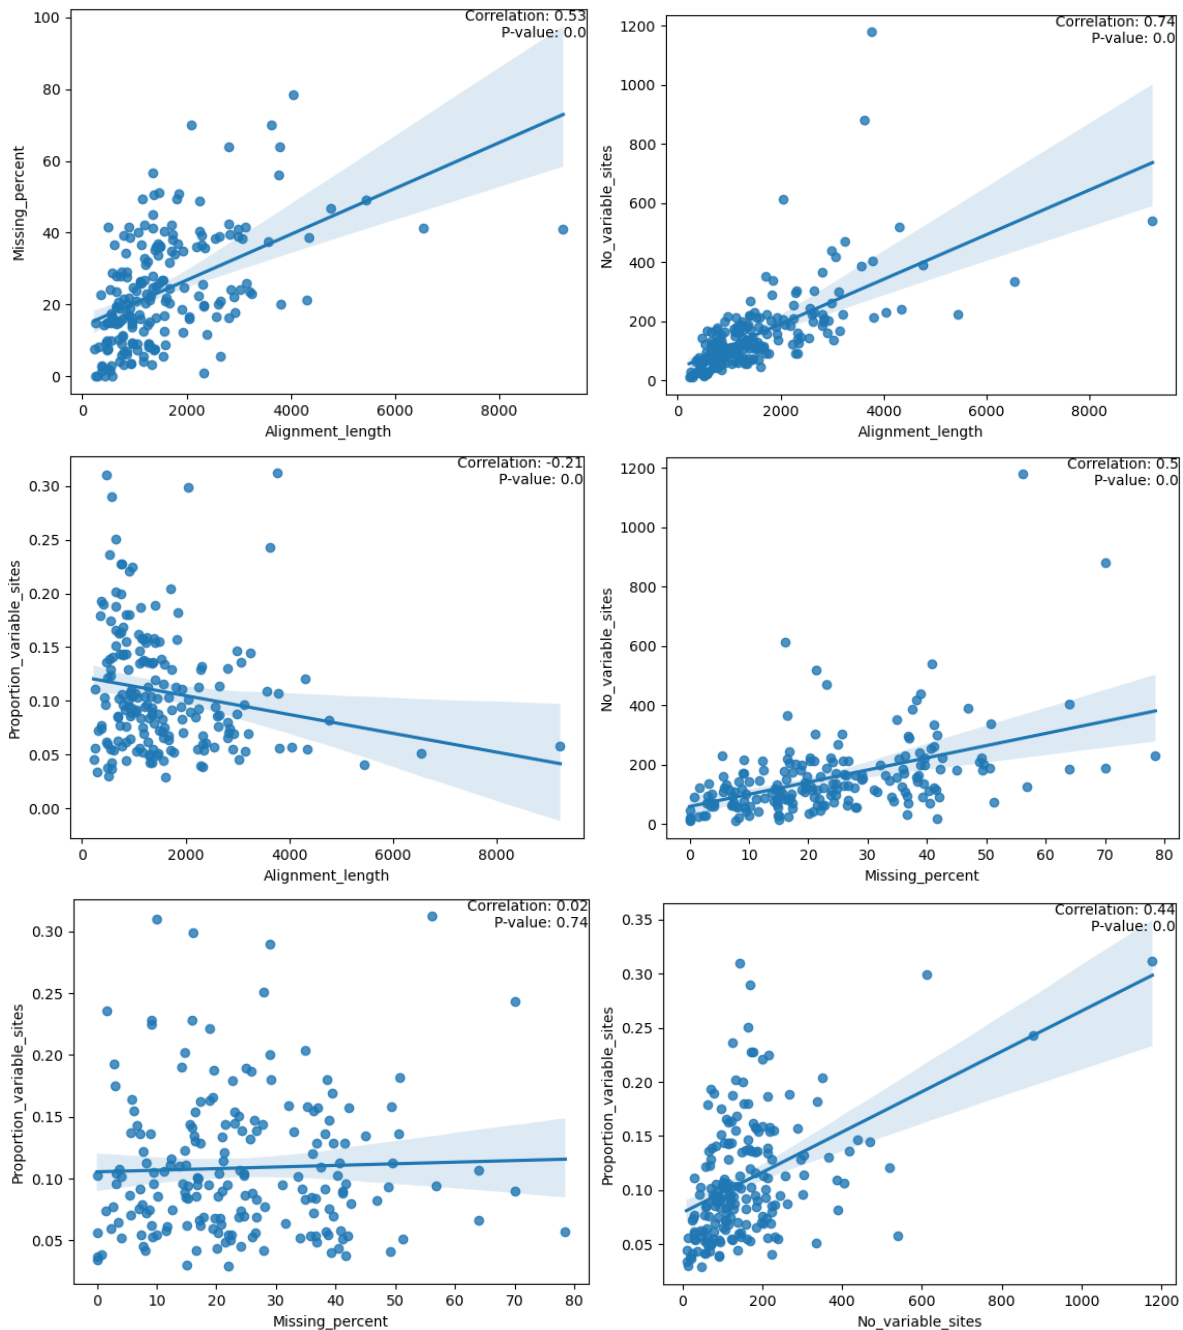 Correlation: 0.53
P-value: 0.0
100
80
60
40
20
0
Missing_percent
0 2000 4000 6000 8000
Alignment_length
Correlation: 0.74
P-value: 0.0
1200
1000
800
600
400
200
0
No_variable_sites
0 2000 4000 6000 8000
Alignment_length
Correlation: -0.21
P-value: 0.0
0.30
0.25
0.20
0.15
0.10
0.05
0.00
Proportion_variable_sites
0 2000 4000 6000 8000
Alignment_length
Correlation: 0.5
P-value: 0.0
1200
1000
800
600
400
200
0
No_variable_sites
0 10 20 30 40 50 60 70 80
Missing_percent
Correlation: 0.02
P-value: 0.74
0.30
0.25
0.20
0.15
0.10
0.05
Proportion_variable_sites
0 10 20 30 40 50 60 70 80
Missing_percent
Correlation: 0.44
P-value: 0.0
0.35
0.30
0.25
0.20
0.15
0.10
0.05
Proportion_variable_sites
0 200 400 600 800 1000 1200
No_variable_sites